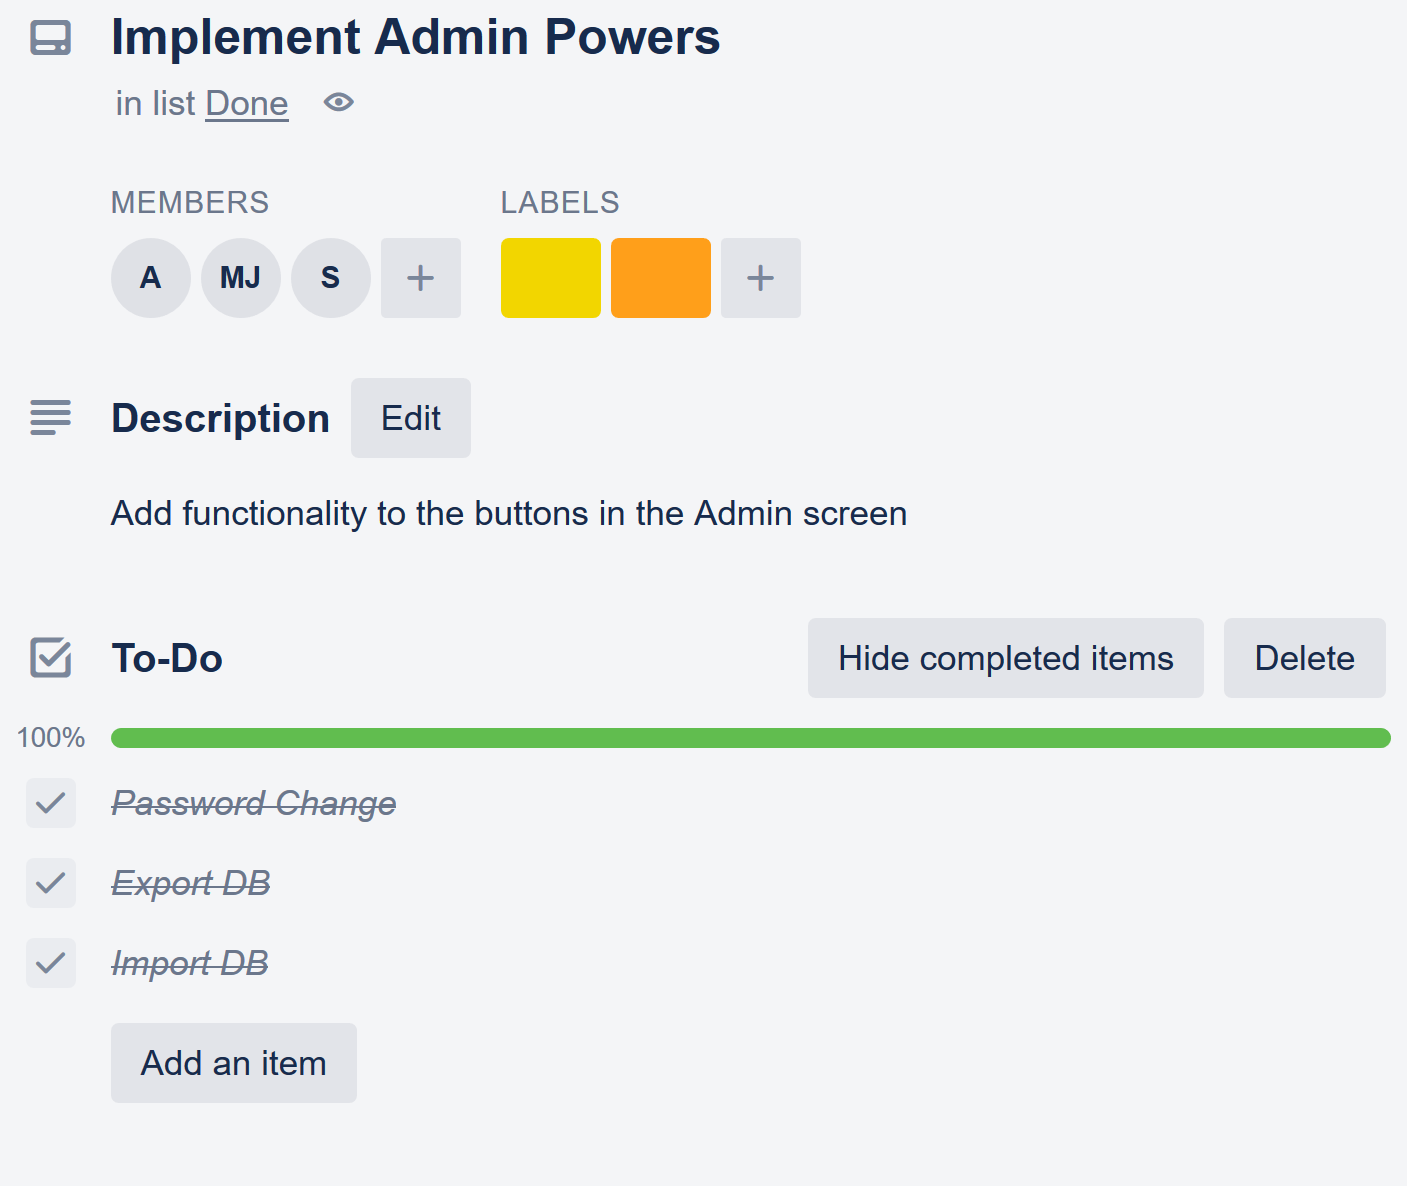 Implement Admin Powers
in list Done
MEMBERS LABELS
A MJ S + +
Description Edit
Add functionality to the buttons in the Admin screen
To-Do Hide completed items Delete
100%
Password Change
Export DB
Import DB
Add an item